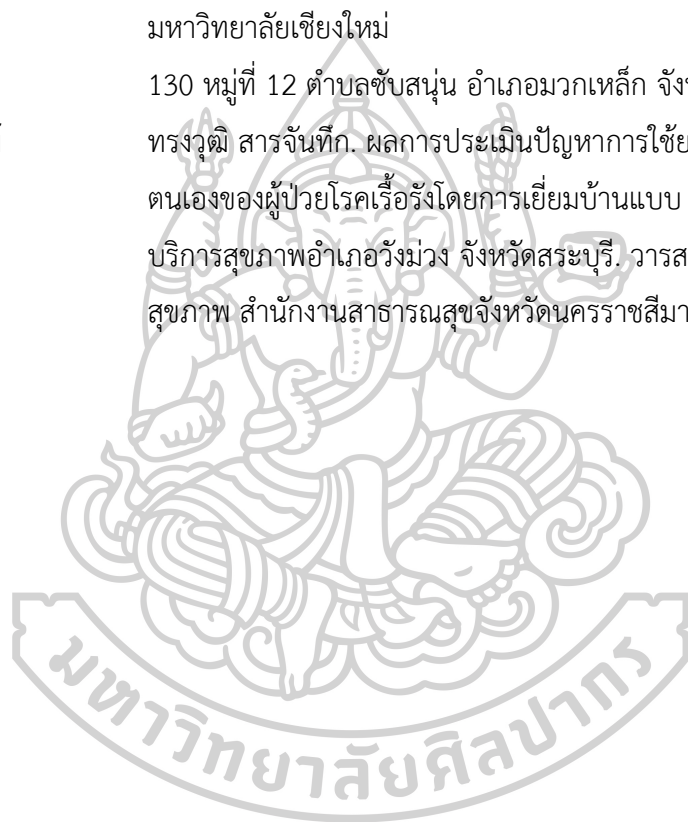 มหาวิทยาลัยเชียงใหม่
130 หมู่ที่ 12 ตำบลซับสนุ่น อำเภอมวกเหล็ก
ทรงวุฒิ สารจันทึก. ผลการประเมินปัญหาการใช้
ตนเองของผู้ป่วยโรคเรื้อรังโดยการเยี่ยมบ้านแบบ
บริการสุขภาพอำเภอวังม่วง จังหวัดสระบุรี.
สุขภาพ สำนักงานสาธารณสุขจังหวัดนครราชสีมา
มหาวิทยาลัยศิลปากร